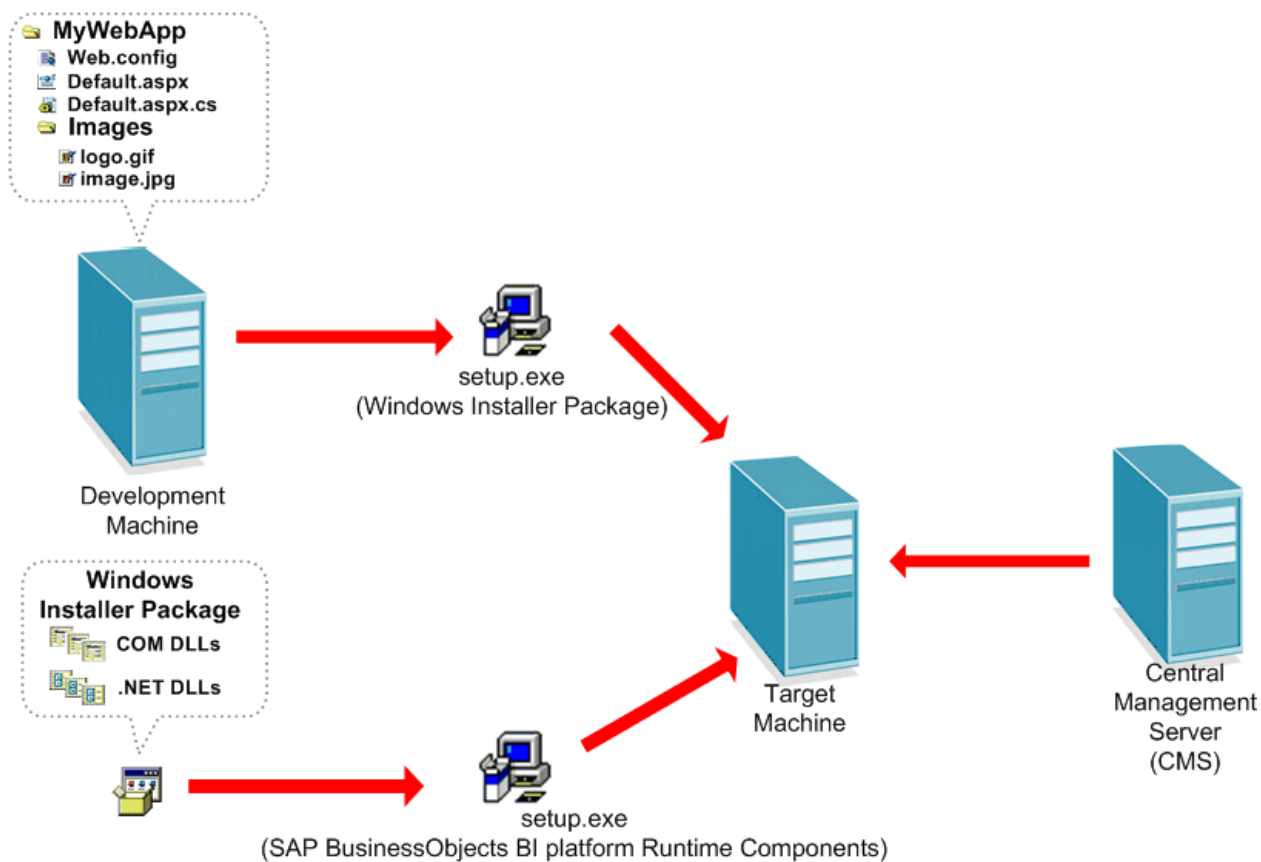 MyWebApp
Web.config
Default.aspx
Default.aspx.cs
Images
logo.gif
image.jpg
setup.exe
(Windows Installer Package)
Development
Machine
Windows
Installer Package
COM DLLs
.NET DLLs
Target
Machine
Central
Management
Server
(CMS)
setup.exe
(SAP BusinessObjects BI platform Runtime Components)